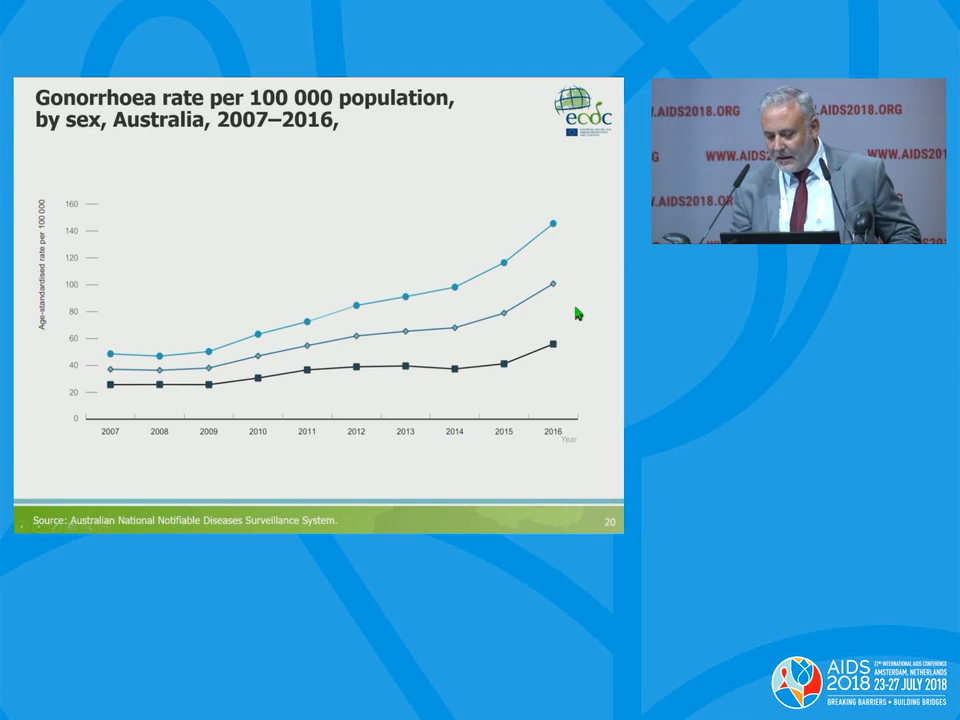 Gonorrhoea rate per 100 000 population,
by sex, Australia, 2007–2016,
ecdc
Age-standardised rate per 100 000
160
140
120
100
80
60
40
20
0
2007 2008 2009 2010 2011 2012 2013 2014 2015 2016
Year
Source: Australian National Notifiable Diseases Surveillance System.
20
.AIDS2018.ORG .AIDS2018.ORG
G WWW.AIDS WWW.AIDS201
.AIDS2018.OR
AIDS 2018
22ND INTERNATIONAL AIDS CONFERENCE
AMSTERDAM, NETHERLANDS
23-27 JULY 2018
BREAKING BARRIERS • BUILDING BRIDGES